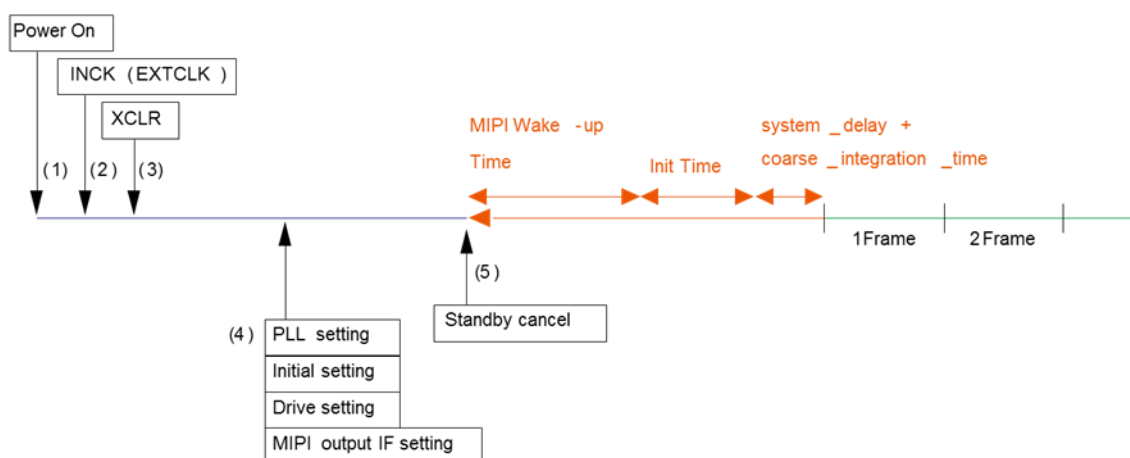 Power On
INCK (EXTCLK )
XCLR
(1)
(2)
(3)
MIPI Wake -up
Time
Init Time
system _delay +
coarse _integration _time
1Frame
2Frame
(5)
Standby cancel
(4)
PLL setting
Initial setting
Drive setting
MIPI output IF setting